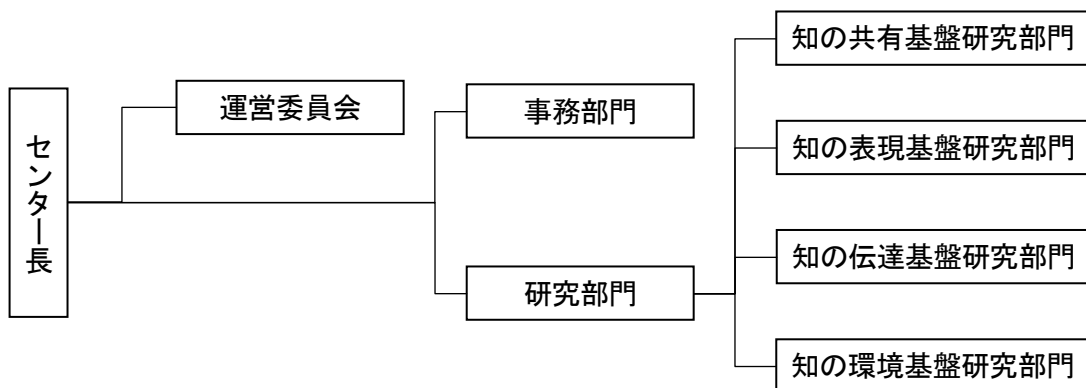 センター長
運営委員会
事務部門
研究部門
知の共有基盤研究部門
知の表現基盤研究部門
知の伝達基盤研究部門
知の環境基盤研究部門